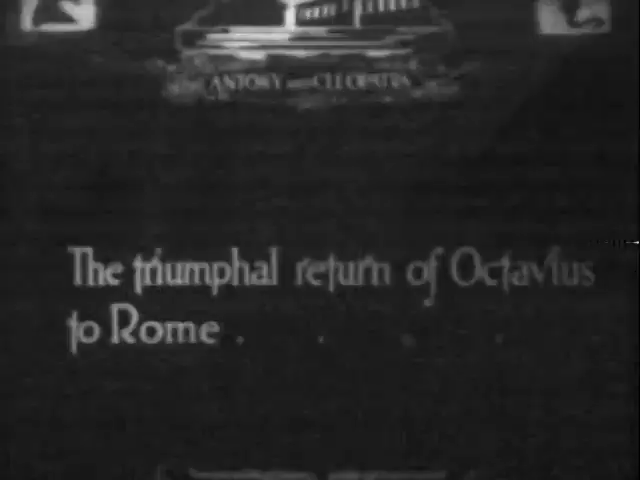 ANTONY AND CLEOPATRA
The triumphal return of Octavius
to Rome . . . .